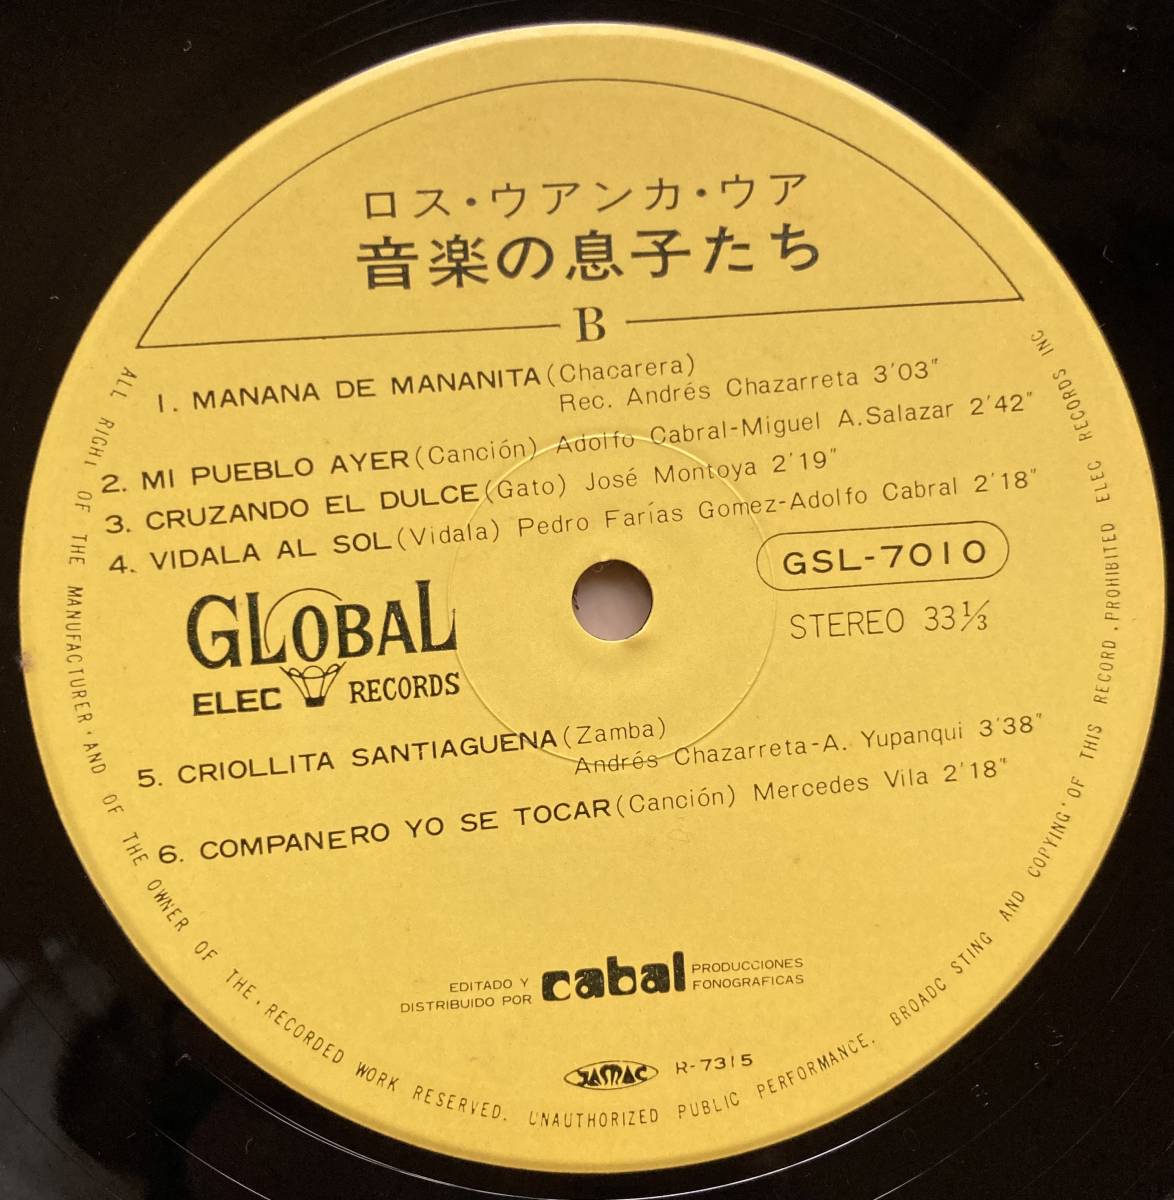 ロス・ウアンカ・ウア
音楽の息子たち
B
1. MANANA DE MANANITA (Chacarera)
Rec. Andrés Chazarreta 3'03"
2. MI PUEBLO AYER (Canción) Adolfo Cabral-Miguel A.Salazar 2'42"
3. CRUZANDO EL DULCE (Gato) José Montoya 2'19"
4. VIDALA AL SOL (Vidala) Pedro Farías Gomez-Adolfo Cabral 2'18"
GSL-7010
STEREO 33⅓
GLOBAL
ELEC RECORDS
5. CRIOLLITA SANTIAGUENA (Zamba)
Andrés Chazarreta-A. Yupanqui 3'38"
6. COMPANERO YO SE TOCAR (Canción) Mercedes Vila 2'18"
EDITADO Y
DISTRIBUIDO POR
cabal
PRODUCCIONES
FONOGRAFICAS
JASRAC R-7315
ALL RIGHT OF THE MANUFACTURER · AND OF THE OWNER OF THE · RECORDED WORK RESERVED. UNAUTHORIZED PUBLIC PERFORMANCE. BROADC STING AND COPYING OF THIS RECORD . PROHIBITED ELEC RECORDS INC